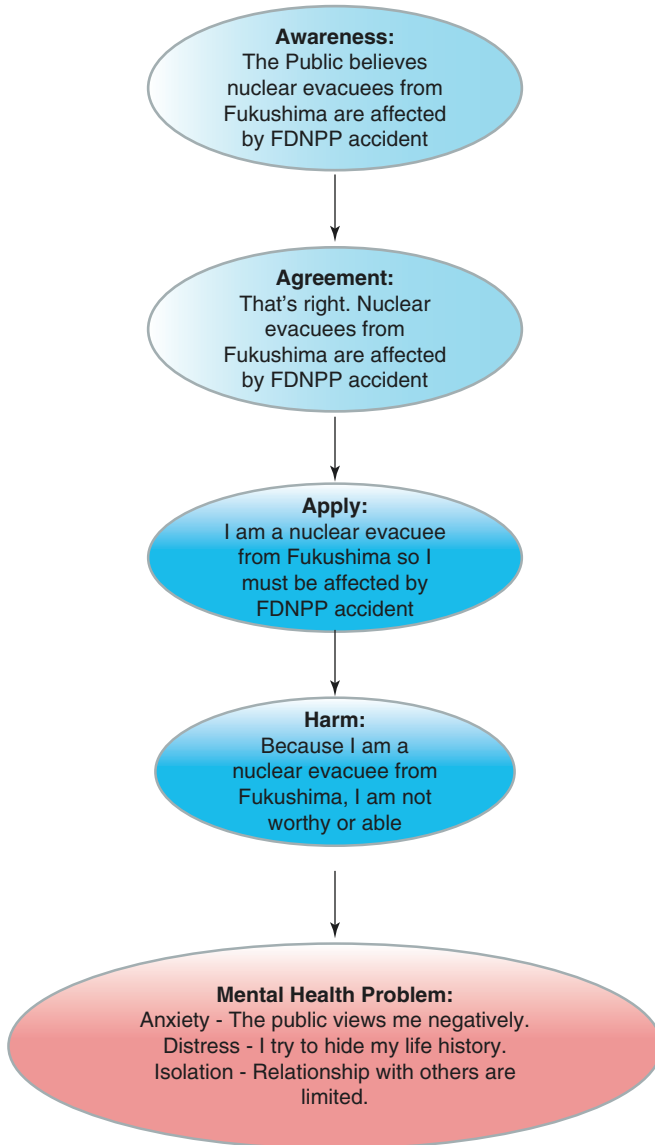 Awareness:
The Public believes
nuclear evacuees from
Fukushima are affected
by FDNPP accident
Agreement:
That's right. Nuclear
evacuees from
Fukushima are affected
by FDNPP accident
Apply:
I am a nuclear evacuee
from Fukushima so I
must be affected by
FDNPP accident
Harm:
Because I am a
nuclear evacuee from
Fukushima, I am not
worthy or able
Mental Health Problem:
Anxiety - The public views me negatively.
Distress - I try to hide my life history.
Isolation - Relationship with others are
limited.